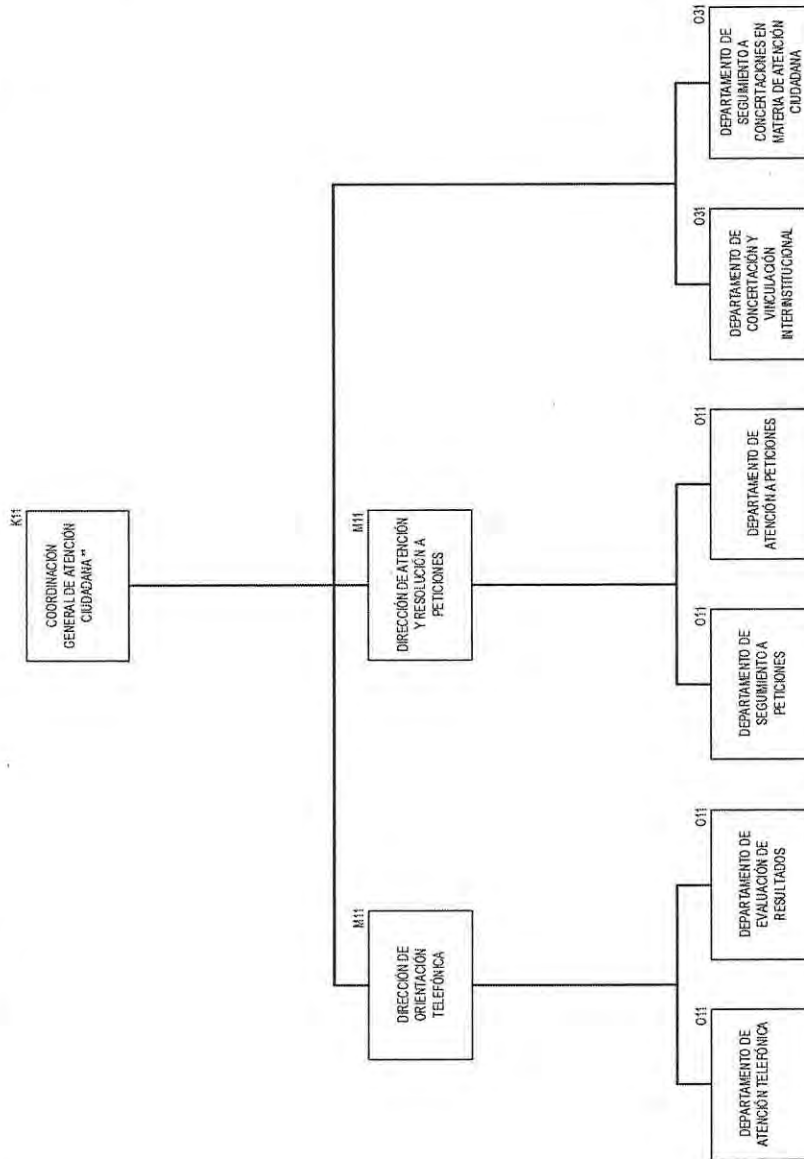 K11
COORDINACIÓN
GENERAL DE ATENCIÓN
CIUDADANA **
M11
DIRECCIÓN DE
ORIENTACIÓN
TELEFÓNICA
M11
DIRECCIÓN DE ATENCIÓN
Y RESOLUCIÓN A
PETICIONES
O11
DEPARTAMENTO DE
ATENCIÓN TELEFÓNICA
O11
DEPARTAMENTO DE
EVALUACIÓN DE
RESULTADOS
O11
DEPARTAMENTO DE
SEGUIMIENTO A
PETICIONES
O11
DEPARTAMENTO DE
ATENCIÓN A PETICIONES
O31
DEPARTAMENTO DE
CONCERTACIÓN Y
VINCULACIÓN
INTERINSTITUCIONAL
O31
DEPARTAMENTO DE
SEGUIMIENTO A
CONCERTACIONES EN
MATERIA DE ATENCIÓN
CIUDADANA